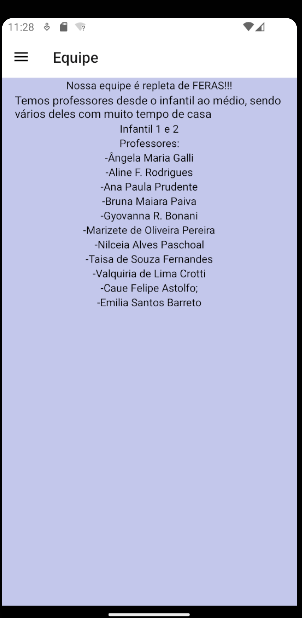 11:28
Equipe
Nossa equipe é repleta de FERAS!!!
Temos professores desde o infantil ao médio, sendo
vários deles com muito tempo de casa
Infantil 1 e 2
Professores:
-Ângela Maria Galli
-Aline F. Rodrigues
-Ana Paula Prudente
-Bruna Maiara Paiva
-Gyovanna R. Bonani
-Marizete de Oliveira Pereira
-Nilceia Alves Paschoal
-Taisa de Souza Fernandes
-Valquiria de Lima Crotti
-Caue Felipe Astolfo;
-Emilia Santos Barreto